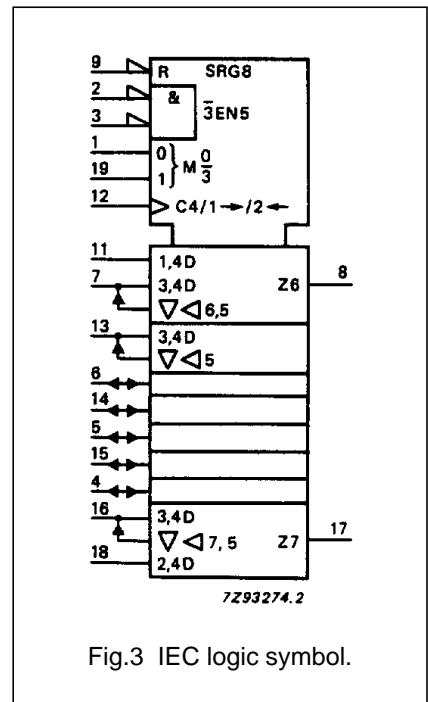 9 R SRG8
2 &
3 3̅EN5
1 0
19 1 } M 0/3
12 C4/1→/2←
11 1,4D
7 3,4D Z6 8
6,5
13 3,4D
5
6
14
5
15
4
16 3,4D
7,5 Z7 17
18 2,4D
7Z93274.2
Fig.3 IEC logic symbol.